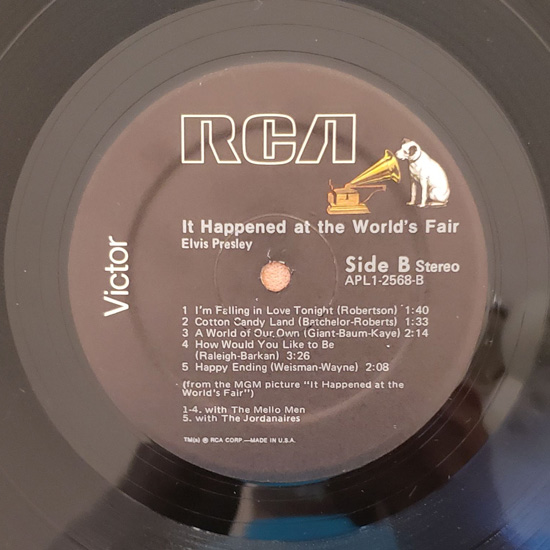 RCA
It Happened at the World's Fair
Elvis Presley
Victor
Side B Stereo
APL1-2568-B
1 I'm Falling in Love Tonight (Robertson) 1:40
2 Cotton Candy Land (Batchelor-Roberts) 1:33
3 A World of Our Own (Giant-Baum-Kaye) 2:14
4 How Would You Like to Be
(Raleigh-Barkan) 3:26
5 Happy Ending (Weisman-Wayne) 2:08
(from the MGM picture "It Happened at the
World's Fair")
1-4. with The Mello Men
5. with The Jordanaires
TM(s) ® RCA CORP.—MADE IN U.S.A.